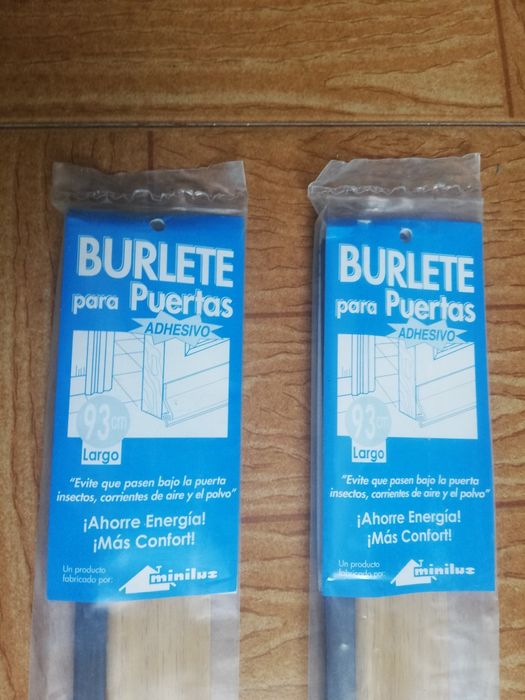 BURLETE
para Puertas
ADHESIVO
93cm
Largo
"Evite que pasen bajo la puerta
insectos, corrientes de aire y el polvo"
¡Ahorre Energía!
¡Más Confort!
Un producto
fabricado por:
minilux
BURLETE
para Puertas
ADHESIVO
93cm
Largo
"Evite que pasen bajo la puerta
insectos, corrientes de aire y el polvo"
¡Ahorre Energía!
¡Más Confort!
Un producto
fabricado por:
minilux